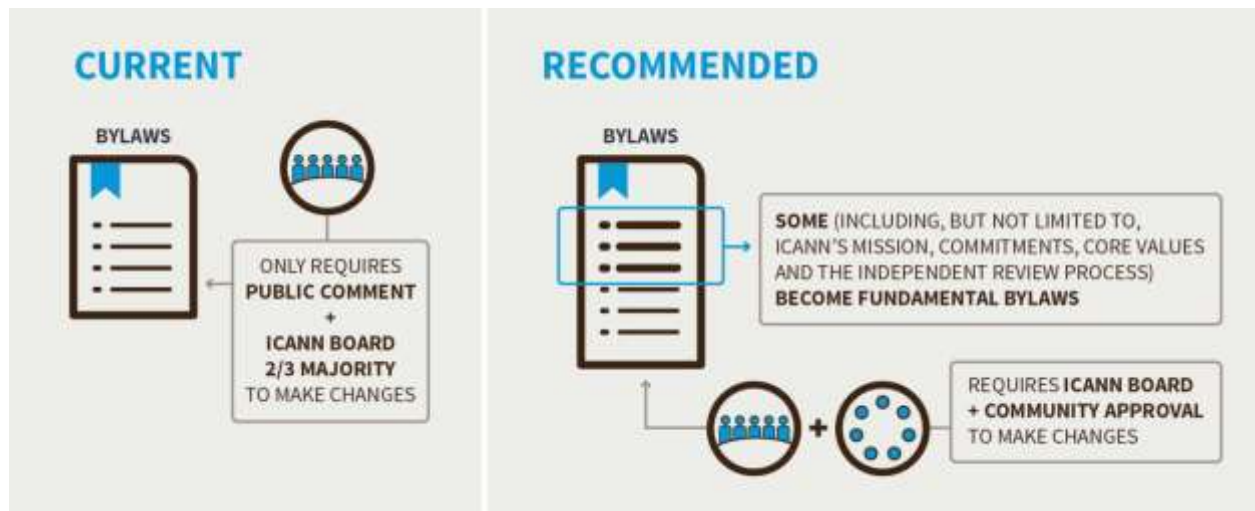 CURRENT
BYLAWS
ONLY REQUIRES
PUBLIC COMMENT
+
ICANN BOARD
2/3 MAJORITY
TO MAKE CHANGES
RECOMMENDED
BYLAWS
SOME (INCLUDING, BUT NOT LIMITED TO,
ICANN'S MISSION, COMMITMENTS, CORE VALUES
AND THE INDEPENDENT REVIEW PROCESS)
BECOME FUNDAMENTAL BYLAWS
+
REQUIRES ICANN BOARD
+ COMMUNITY APPROVAL
TO MAKE CHANGES